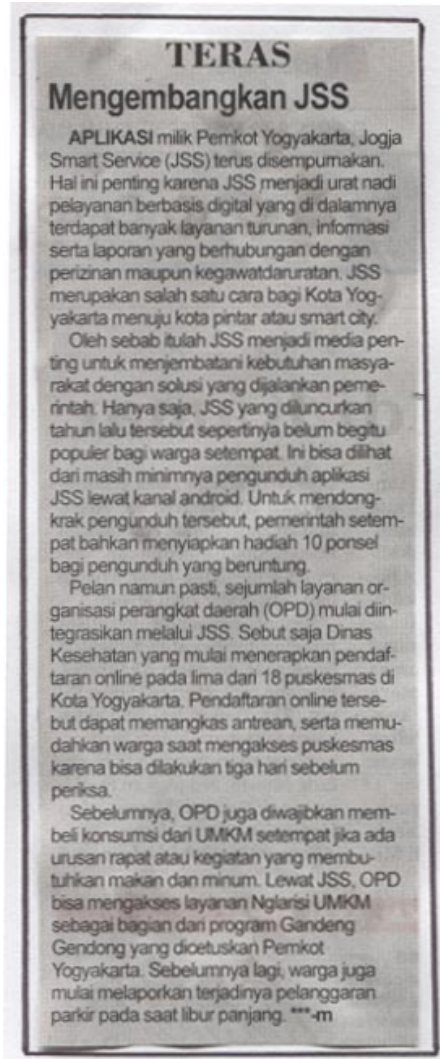 TERAS
Mengembangkan JSS
APLIKASI milik Pemkot Yogyakarta, Jogja
Smart Service (JSS) terus disempurnakan.
Hal ini penting karena JSS menjadi urat nadi
pelayanan berbasis digital yang di dalamnya
terdapat banyak layanan turunan, informasi
serta laporan yang berhubungan dengan
perizinan maupun kegawatdaruratan. JSS
merupakan salah satu cara bagi Kota Yog-
yakarta menuju kota pintar atau smart city.
Oleh sebab itulah JSS menjadi media pen-
ting untuk menjembatani kebutuhan masya-
rakat dengan solusi yang dijalankan peme-
rintah. Hanya saja, JSS yang diluncurkan
tahun lalu tersebut sepertinya belum begitu
populer bagi warga setempat. Ini bisa dilihat
dari masih minimnya pengunduh aplikasi
JSS lewat kanal android. Untuk mendong-
krak pengunduh tersebut, pemerintah setem-
pat bahkan menyiapkan hadiah 10 ponsel
bagi pengunduh yang beruntung.
Pelan namun pasti, sejumlah layanan or-
ganisasi perangkat daerah (OPD) mulai diin-
tegrasikan melalui JSS. Sebut saja Dinas
Kesehatan yang mulai menerapkan pendaf-
taran online pada lima dari 18 puskesmas di
Kota Yogyakarta. Pendaftaran online terse-
but dapat memangkas antrean, serta memu-
dahkan warga saat mengakses puskesmas
karena bisa dilakukan tiga hari sebelum
periksa.
Sebelumnya, OPD juga diwajibkan mem-
beli konsumsi dari UMKM setempat jika ada
urusan rapat atau kegiatan yang membu-
tuhkan makan dan minum. Lewat JSS, OPD
bisa mengakses layanan Nglarisi UMKM
sebagai bagian dari program Gandeng
Gendong yang dicetuskan Pemkot
Yogyakarta. Sebelumnya lagi, warga juga
mulai melaporkan terjadinya pelanggaran
parkir pada saat libur panjang. ***-m